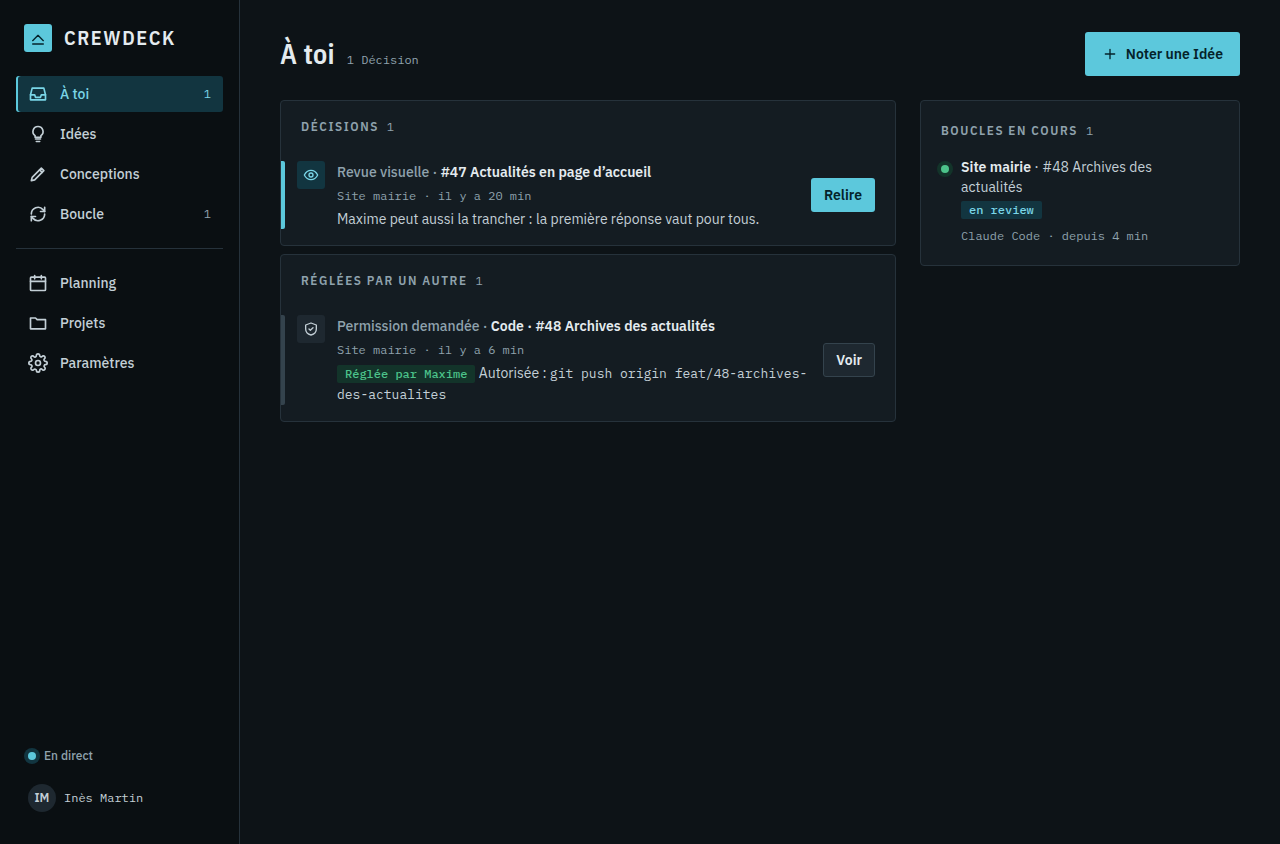 CREWDECK
À toi 1
Idées
Conceptions
Boucle 1
Planning
Projets
Paramètres
En direct
IM Inès Martin
À toi 1 Décision
Noter une Idée
DÉCISIONS 1
Revue visuelle · #47 Actualités en page d’accueil
Site mairie · il y a 20 min
Maxime peut aussi la trancher : la première réponse vaut pour tous.
Relire
RÉGLÉES PAR UN AUTRE 1
Permission demandée · Code · #48 Archives des actualités
Site mairie · il y a 6 min
Réglée par Maxime Autorisée : git push origin feat/48-archives-
des-actualites
Voir
BOUCLES EN COURS 1
Site mairie · #48 Archives des
actualités
en review
Claude Code · depuis 4 min